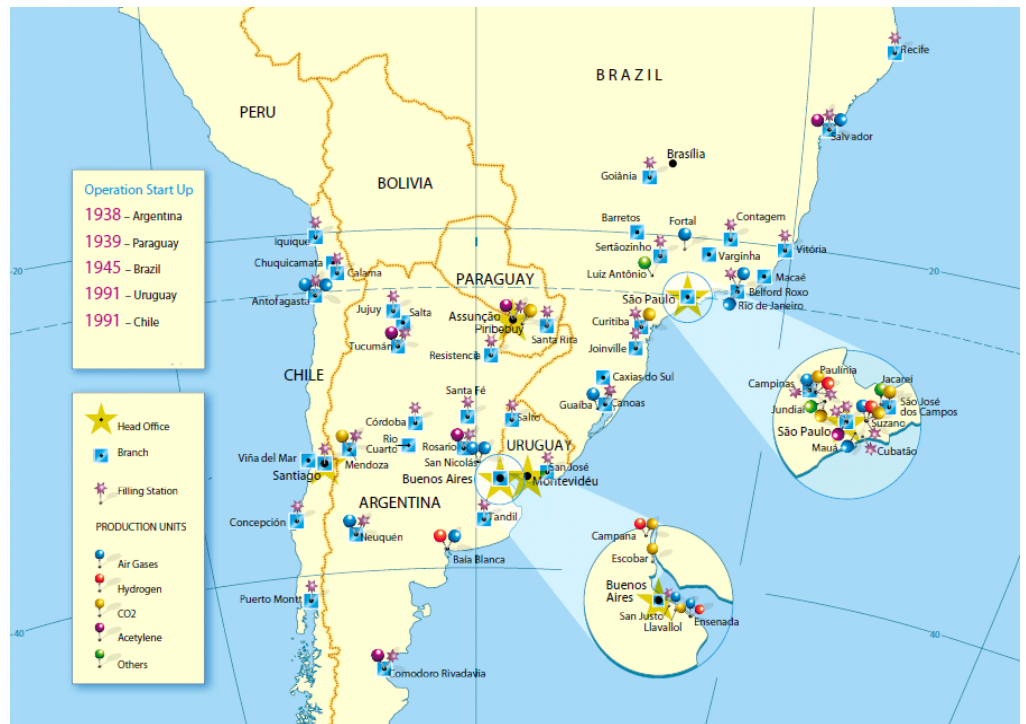 BRAZIL
PERU
BOLIVIA
PARAGUAY
CHILE
ARGENTINA
URUGUAY
Operation Start Up
1938 – Argentina
1939 – Paraguay
1945 – Brazil
1991 – Uruguay
1991 – Chile
Head Office
Branch
Filling Station
PRODUCTION UNITS
Air Gases
Hydrogen
CO2
Acetylene
Others
20
40
20
40
Recife
Salvador
Brasília
Goiânia
Barretos
Fortal
Contagem
Sertãozinho
Varginha
Vitória
Luiz Antônio
Macaé
São Paulo
Belford Roxo
Rio de Janeiro
Curitiba
Joinville
Caxias do Sul
Guaíba
Canoas
Iquique
Chuquicamata
Calama
Antofagasta
Jujuy
Salta
Tucumán
Assunção
Piribebuy
Santa Rita
Resistencia
Santa Fé
Salto
Córdoba
Rio
Cuarto
Rosario
San Nicolás
Viña del Mar
Santiago
Mendoza
Buenos Aires
San José
Montevidéu
Concepción
Neuquén
Tandil
Baía Blanca
Puerto Montt
Comodoro Rivadavia
Paulínia
Campinas
Jacareí
Jundiaí
São José
dos Campos
São Paulo
Suzano
Mauá
Cubatão
Campana
Escobar
Buenos
Aires
San Justo
Llavallol
Ensenada